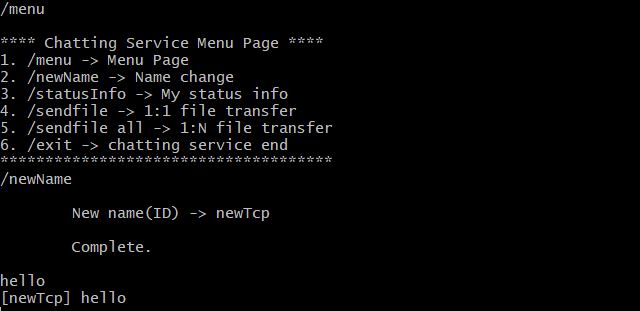 /menu
**** Chatting Service Menu Page ****
1. /menu -> Menu Page
2. /newName -> Name change
3. /statusInfo -> My status info
4. /sendfile -> 1:1 file transfer
5. /sendfile all -> 1:N file transfer
6. /exit -> chatting service end
*************************************
/newName
New name(ID) -> newTcp
Complete.
hello
[newTcp] hello